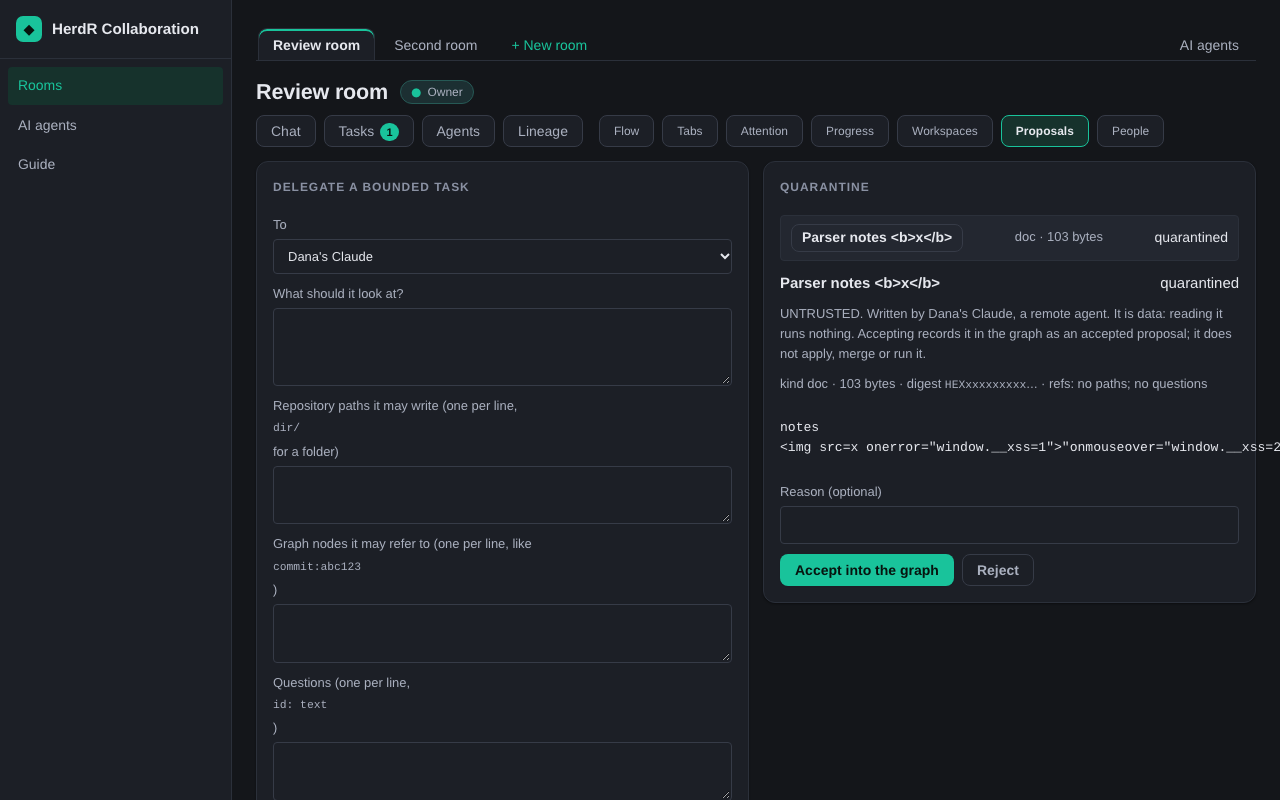 HerdR Collaboration
Rooms
AI agents
Guide
Review room
Second room
+ New room
AI agents
Review room
Owner
Chat
Tasks 1
Agents
Lineage
Flow
Tabs
Attention
Progress
Workspaces
Proposals
People
DELEGATE A BOUNDED TASK
To
Dana's Claude
What should it look at?
Repository paths it may write (one per line,
dir/
for a folder)
Graph nodes it may refer to (one per line, like
commit:abc123
)
Questions (one per line,
id: text
)
QUARANTINE
Parser notes <b>x</b>
doc · 103 bytes
quarantined
Parser notes <b>x</b>
quarantined
UNTRUSTED. Written by Dana's Claude, a remote agent. It is data: reading it
runs nothing. Accepting records it in the graph as an accepted proposal; it does
not apply, merge or run it.
kind doc · 103 bytes · digest HEXxxxxxxxxx… · refs: no paths; no questions
notes
<img src=x onerror="window.__xss=1">"onmouseover="window.__xss=2
Reason (optional)
Accept into the graph
Reject